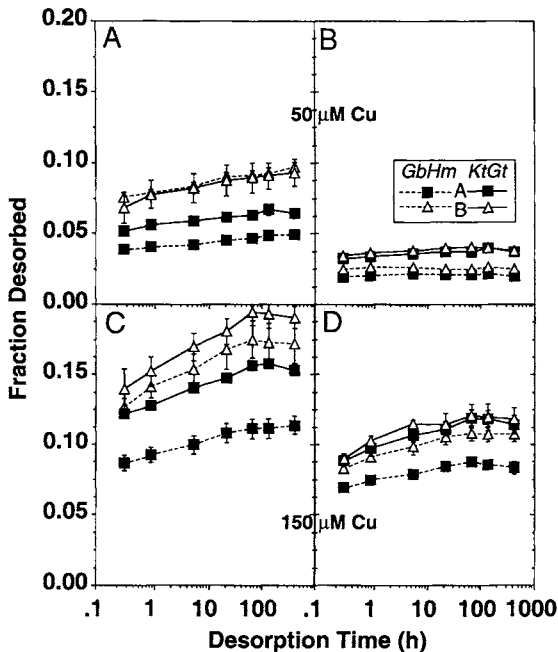 A
B
0.20
0.15
0.10
0.05
0.00
50 µM Cu
GbHm KtGt
A
B
C
D
0.15
0.10
0.05
0.00
150 µM Cu
Fraction Desorbed
.1 1 10 100 .1 1 10 100 1000
Desorption Time (h)